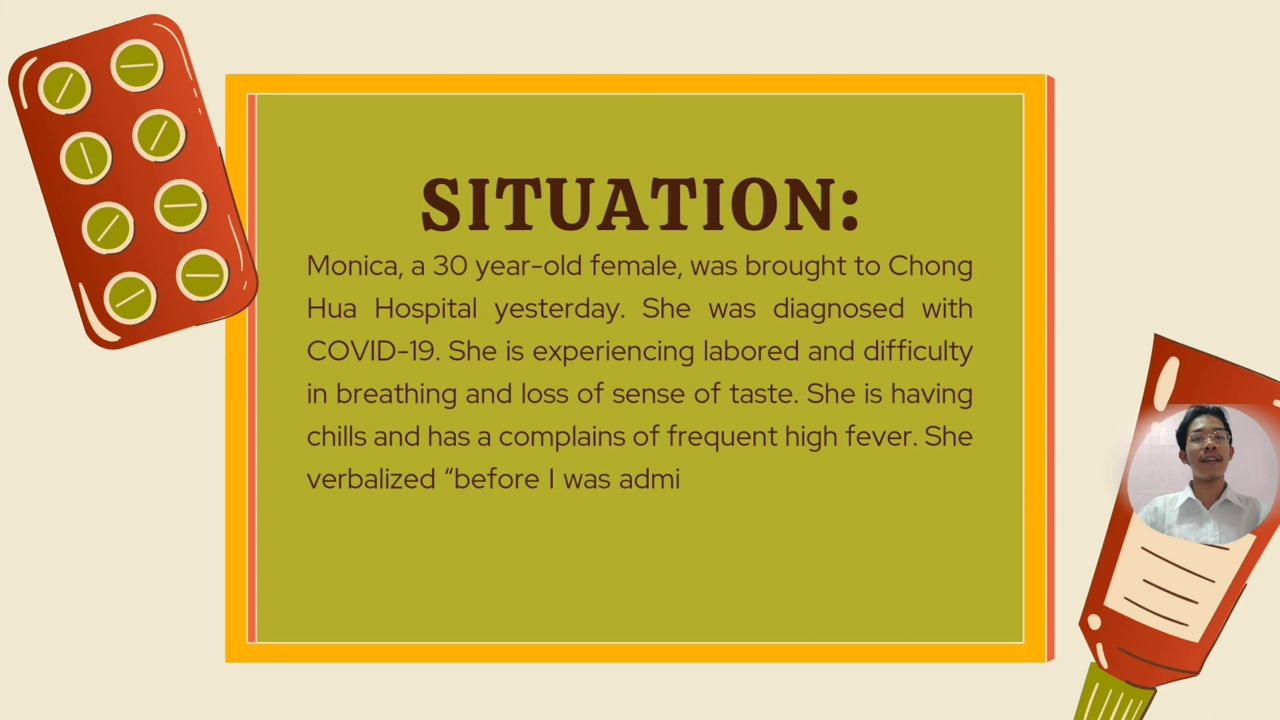 SITUATION:
Monica, a 30 year-old female, was brought to Chong
Hua Hospital yesterday. She was diagnosed with
COVID-19. She is experiencing labored and difficulty
in breathing and loss of sense of taste. She is having
chills and has a complains of frequent high fever. She
verbalized “before I was admi